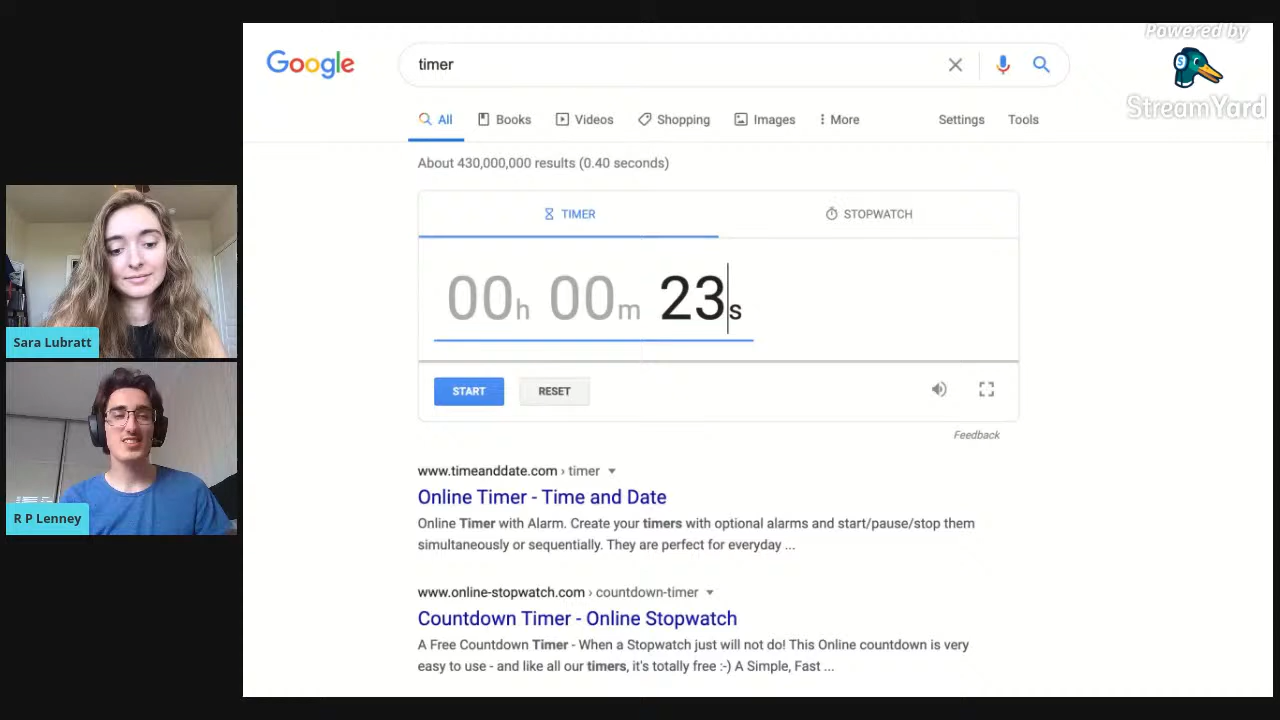 Google
timer
All Books Videos Shopping Images More Settings Tools
About 430,000,000 results (0.40 seconds)
TIMER STOPWATCH
00h 00m 23s
START RESET
Feedback
www.timeanddate.com › timer
Online Timer - Time and Date
Online Timer with Alarm. Create your timers with optional alarms and start/pause/stop them
simultaneously or sequentially. They are perfect for everyday ...
www.online-stopwatch.com › countdown-timer
Countdown Timer - Online Stopwatch
A Free Countdown Timer - When a Stopwatch just will not do! This Online countdown is very
easy to use - and like all our timers, it's totally free :-) A Simple, Fast ...
Powered by
S
StreamYard
Sara Lubratt
R P Lenney